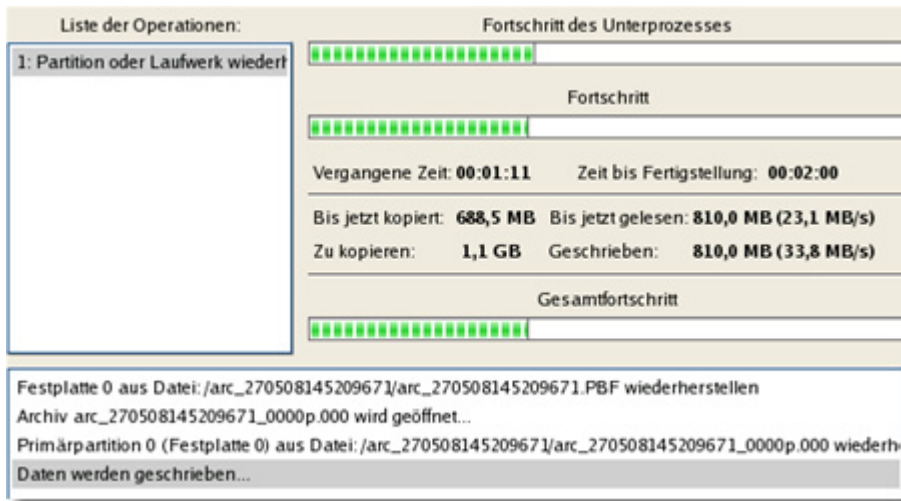 Liste der Operationen:
1: Partition oder Laufwerk
Fortschritt des Unterprozesses
Fortschritt
Vergangene Zeit: 00:01:11 Zeit bis Fertigstellung: 00:02:00
Bis jetzt kopiert: 688,5 MB Bis jetzt gelesen: 810,0 MB (23,1 MB/s)
Zu kopieren: 1,1 GB Geschrieben: 810,0 MB (33,8 MB/s)
Gesamtfortschritt
Festplatte 0 aus Datei: /arc_270508145209671/arc_270508145209671.PBF wiederherstellen
Archiv arc_270508145209671_0000p.000 wird geöffnet...
Primärpartition 0 (Festplatte 0) aus Datei: /arc_270508145209671/arc_270508145209671_0000p.000
Daten werden geschrieben...